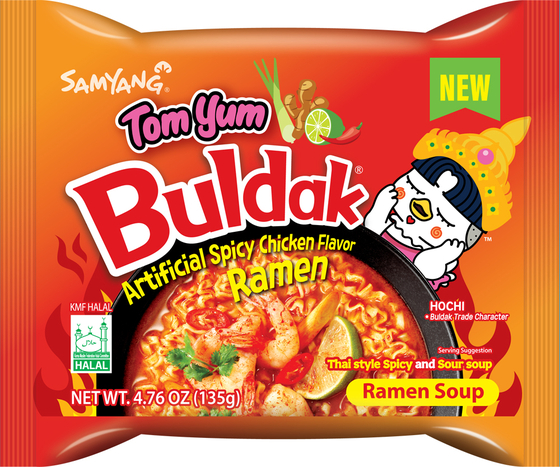 SAMYANG
NEW
Tom Yum
Buldak®
Artificial Spicy Chicken Flavor
Ramen
TM
HOCHI
• Buldak Trade Character
KMF HALAL
حلال
HALAL
Serving Suggestion
Thai style Spicy and Sour soup
Ramen Soup
NET WT. 4.76 OZ (135g)